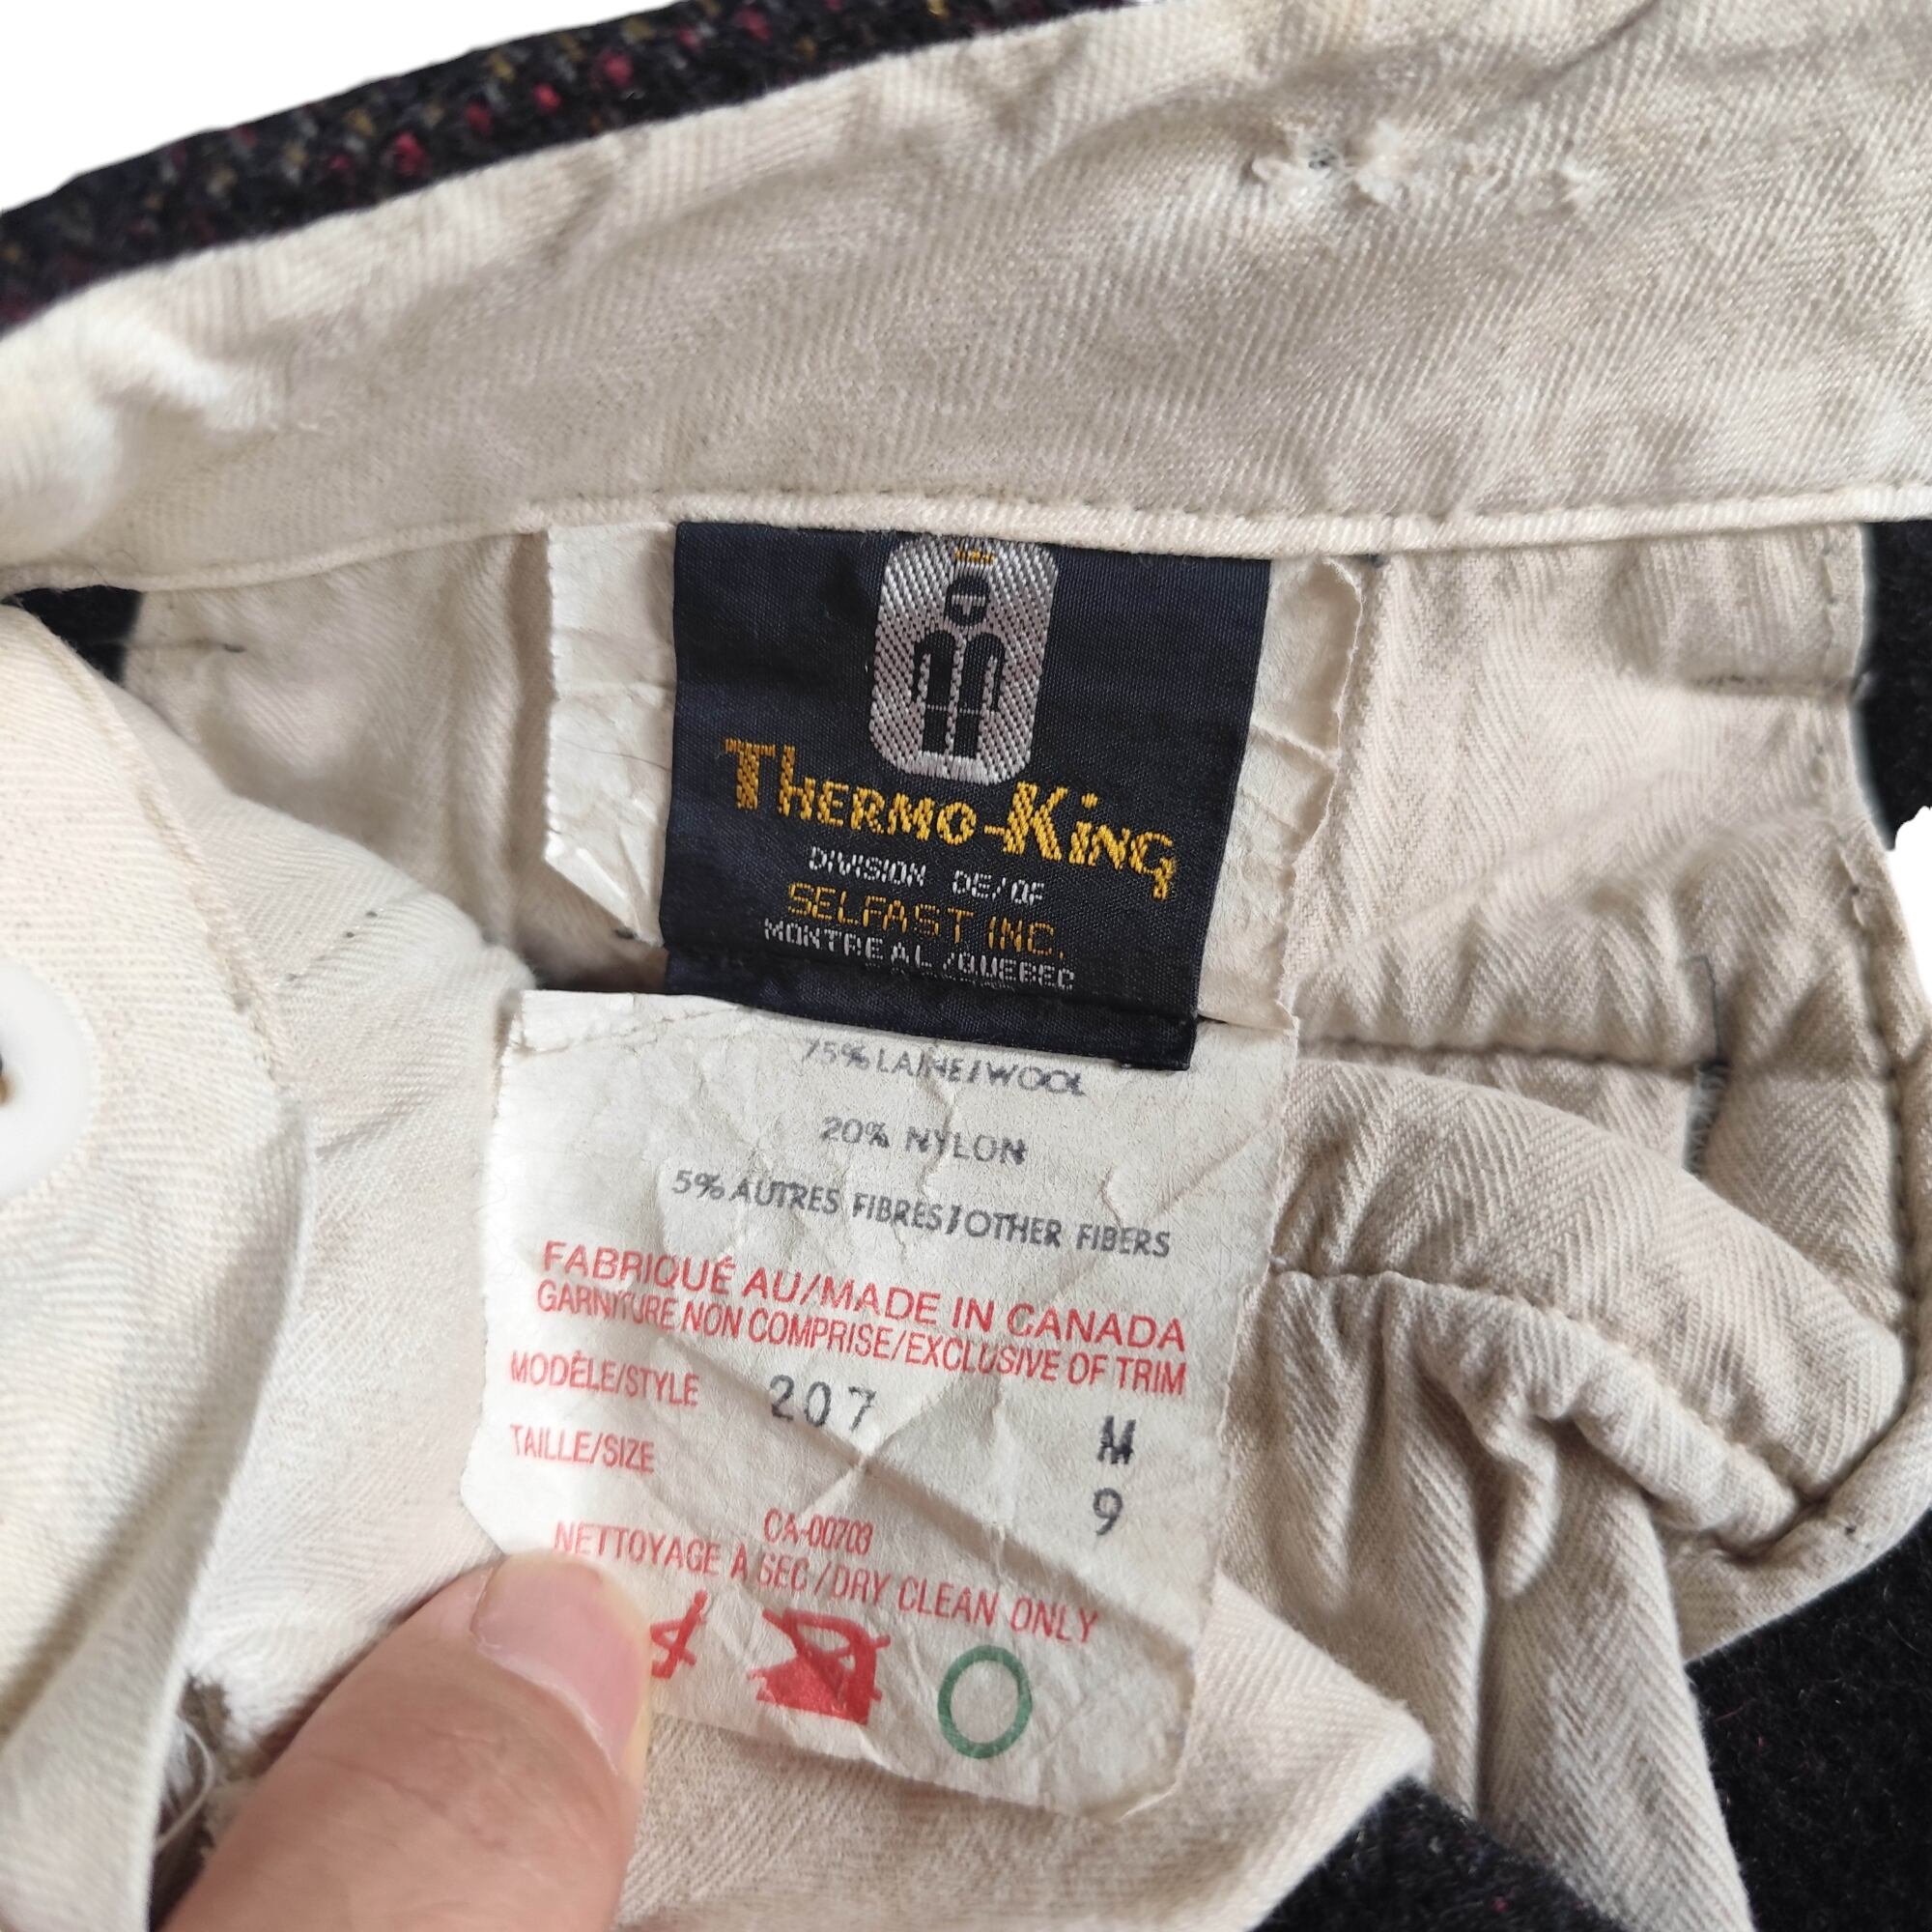 THERMO-KING
DIVISION DE/OF
SELFAST INC.
MONTREAL/QUEBEC
75% LAINE/WOOL
20% NYLON
5% AUTRES FIBRES/OTHER FIBERS
FABRIQUÉ AU/MADE IN CANADA
GARNITURE NON COMPRISE/EXCLUSIVE OF TRIM
MODÈLE/STYLE 207 M
TAILLE/SIZE 9
CA-00703
NETTOYAGE À SEC/DRY CLEAN ONLY